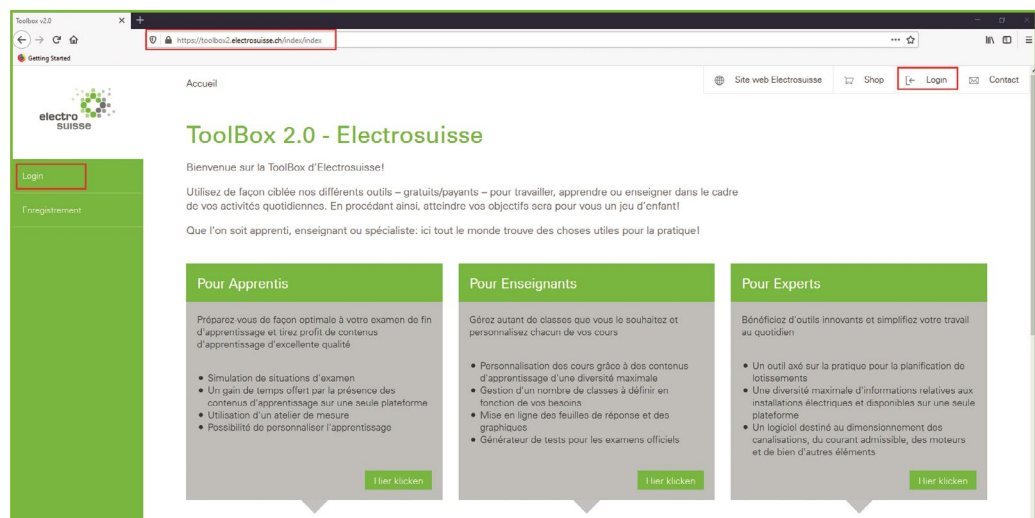 Toolbox v2.0
https://toolbox2.electrosuisse.ch/index/index
Getting Started
Accueil
Site web Electrosuisse
Shop
Login
Contact
electro
suisse
ToolBox 2.0 - Electrosuisse
Login
Enregistrement
Bienvenue sur la ToolBox d'Electrosuisse!
Utilisez de façon ciblée nos différents outils – gratuits/payants – pour travailler, apprendre ou enseigner dans le cadre
de vos activités quotidiennes. En procédant ainsi, atteindre vos objectifs sera pour vous un jeu d'enfant!
Que l'on soit apprenti, enseignant ou spécialiste: ici tout le monde trouve des choses utiles pour la pratique!
Pour Apprentis
Préparez-vous de façon optimale à votre examen de fin
d'apprentissage et tirez profit de contenus
d'apprentissage d'excellente qualité
• Simulation de situations d'examen
• Un gain de temps offert par la présence des
contenus d'apprentissage sur une seule plateforme
• Utilisation d'un atelier de mesure
• Possibilité de personnaliser l'apprentissage
Hier klicken
Pour Enseignants
Gérez autant de classes que vous le souhaitez et
personnalisez chacun de vos cours
• Personnalisation des cours grâce à des contenus
d'apprentissage d'une diversité maximale
• Gestion d'un nombre de classes à définir en
fonction de vos besoins
• Mise en ligne des feuilles de réponse et des
graphiques
• Générateur de tests pour les examens officiels
Hier klicken
Pour Experts
Bénéficiez d'outils innovants et simplifiez votre travail
au quotidien
• Un outil axé sur la pratique pour la planification de
lotissements
• Une diversité maximale d'informations relatives aux
installations électriques et disponibles sur une seule
plateforme
• Un logiciel destiné au dimensionnement des
canalisations, du courant admissible, des moteurs
et de bien d'autres éléments
Hier klicken